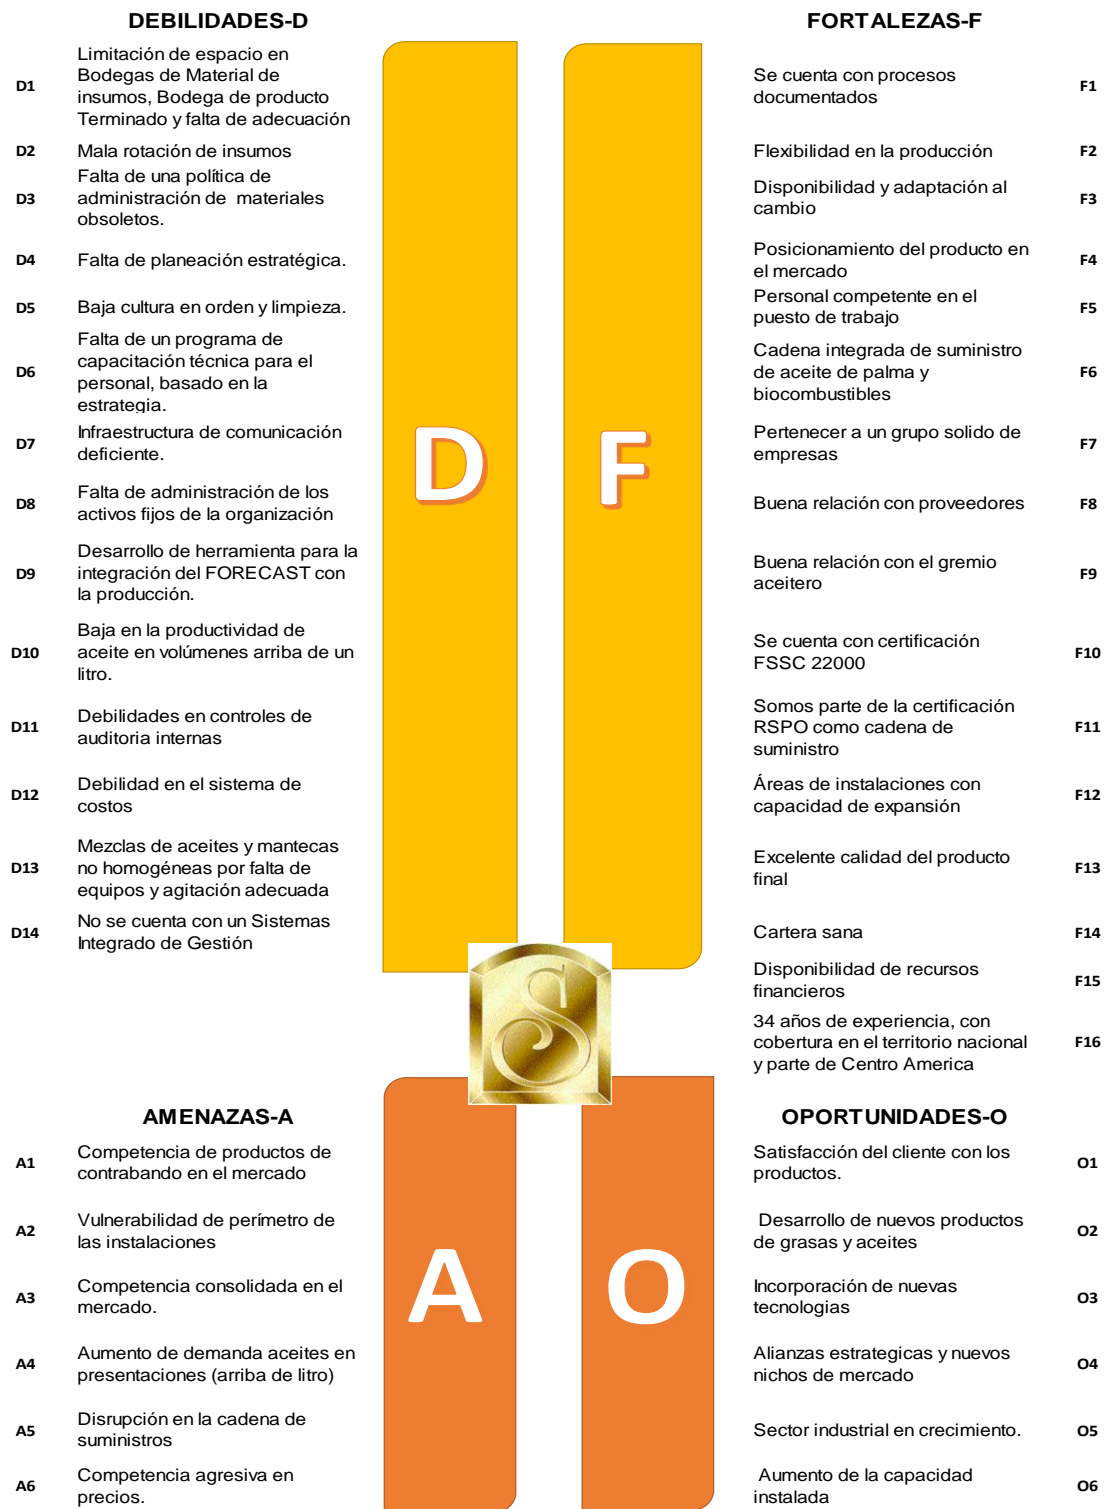 DEBILIDADES-D
D1
Limitación de espacio en
Bodegas de Material de
insumos, Bodega de producto
Terminado y falta de adecuación
D2
Mala rotación de insumos
D3
Falta de una política de
administración de materiales
obsoletos.
D4
Falta de planeación estratégica.
D5
Baja cultura en orden y limpieza.
D6
Falta de un programa de
capacitación técnica para el
personal, basado en la
estrategia.
D7
Infraestructura de comunicación
deficiente.
D8
Falta de administración de los
activos fijos de la organización
D9
Desarrollo de herramienta para la
integración del FORECAST con
la producción.
D10
Baja en la productividad de
aceite en volúmenes arriba de un
litro.
D11
Debilidades en controles de
auditoria internas
D12
Debilidad en el sistema de
costos
D13
Mezclas de aceites y mantecas
no homogéneas por falta de
equipos y agitación adecuada
D14
No se cuenta con un Sistemas
Integrado de Gestión
D
F
FORTALEZAS-F
Se cuenta con procesos
documentados
F1
Flexibilidad en la producción
F2
Disponibilidad y adaptación al
cambio
F3
Posicionamiento del producto en
el mercado
F4
Personal competente en el
puesto de trabajo
F5
Cadena integrada de suministro
de aceite de palma y
biocombustibles
F6
Pertenecer a un grupo solido de
empresas
F7
Buena relación con proveedores
F8
Buena relación con el gremio
aceitero
F9
Se cuenta con certificación
FSSC 22000
F10
Somos parte de la certificación
RSPO como cadena de
suministro
F11
Áreas de instalaciones con
capacidad de expansión
F12
Excelente calidad del producto
final
F13
Cartera sana
F14
Disponibilidad de recursos
financieros
F15
34 años de experiencia, con
cobertura en el territorio nacional
y parte de Centro America
F16
S
AMENAZAS-A
A1
Competencia de productos de
contrabando en el mercado
A2
Vulnerabilidad de perímetro de
las instalaciones
A3
Competencia consolidada en el
mercado.
A4
Aumento de demanda aceites en
presentaciones (arriba de litro)
A5
Disrupción en la cadena de
suministros
A6
Competencia agresiva en
precios.
A
O
OPORTUNIDADES-O
Satisfacción del cliente con los
productos.
O1
Desarrollo de nuevos productos
de grasas y aceites
O2
Incorporación de nuevas
tecnologias
O3
Alianzas estrategicas y nuevos
nichos de mercado
O4
Sector industrial en crecimiento.
O5
Aumento de la capacidad
instalada
O6